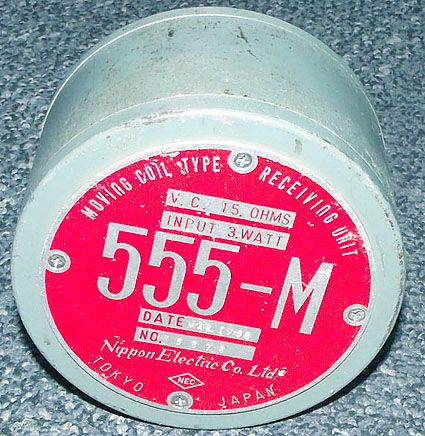 MOVING COIL TYPE RECEIVING UNIT
V. C. 15. OHMS
INPUT 3.WATT
555-M
DATE MAR.
NO.
Nippon Electric Co. Ltd.
NEC
TOKYO JAPAN